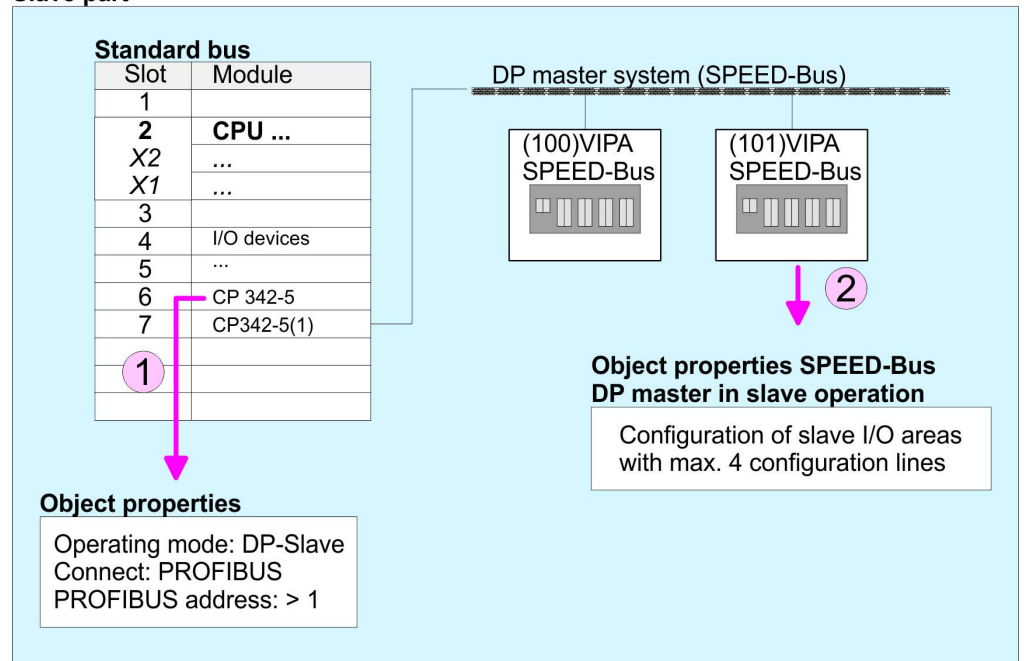 Slave part
Standard bus
Slot Module
1
2 CPU ...
X2 ...
X1 ...
3
4 I/O devices
5 ...
6 CP 342-5
7 CP342-5(1)
1
DP master system (SPEED-Bus)
(100)VIPA
SPEED-Bus
(101)VIPA
SPEED-Bus
2
Object properties SPEED-Bus
DP master in slave operation
Configuration of slave I/O areas
with max. 4 configuration lines
Object properties
Operating mode: DP-Slave
Connect: PROFIBUS
PROFIBUS address: > 1